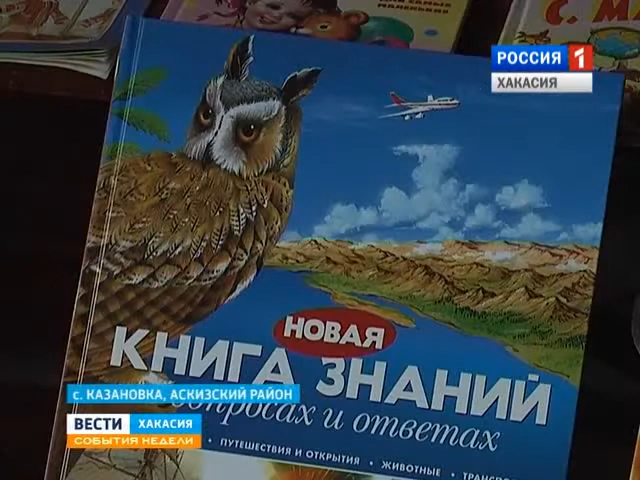 С. М
РОССИЯ 1
ХАКАСИЯ
НОВАЯ
КНИГА ЗНАНИЙ
вопросах и ответах
ПУТЕШЕСТВИЯ И ОТКРЫТИЯ • ЖИВОТНЫЕ •
с. КАЗАНОВКА, АСКИЗСКИЙ РАЙОН
ВЕСТИ ХАКАСИЯ
СОБЫТИЯ НЕДЕЛИ